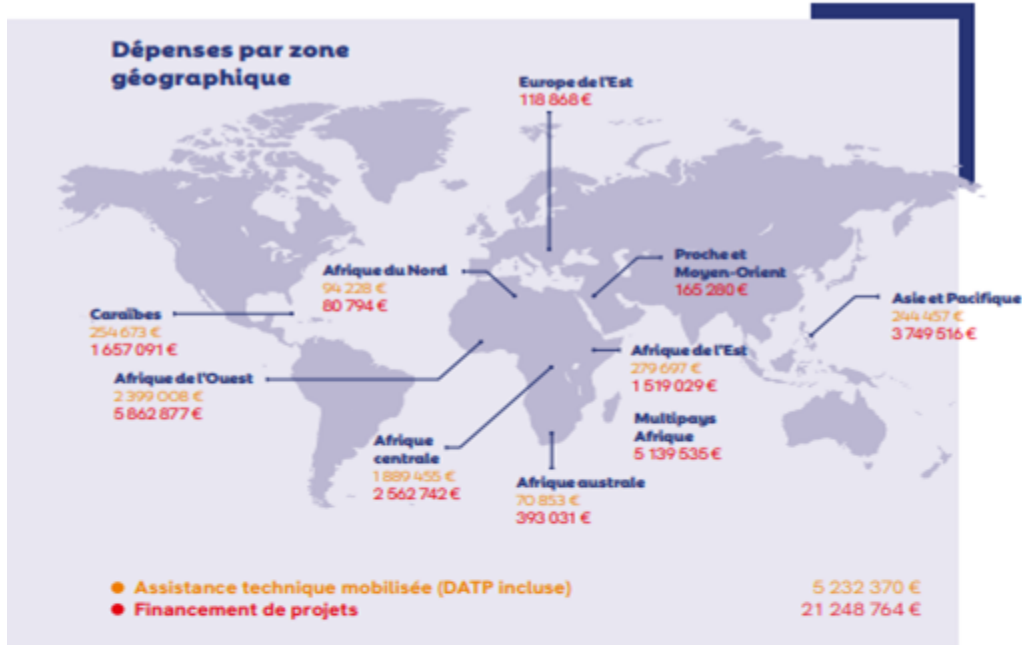 Dépenses par zone
géographique
Europe de l'Est
118 868 €
Afrique du Nord
94 228 €
80 794 €
Proche et
Moyen-Orient
165 280 €
Asie et Pacifique
244 457 €
3 749 516 €
Caraïbes
254 673 €
1 657 091 €
Afrique de l'Ouest
2 399 008 €
5 862 877 €
Afrique de l'Est
279 697 €
1 519 029 €
Multipays
Afrique
5 139 535 €
Afrique
centrale
1 889 455 €
2 562 742 €
Afrique australe
70 853 €
393 031 €
Assistance technique mobilisée (DATP incluse) 5 232 370 €
Financement de projets 21 248 764 €